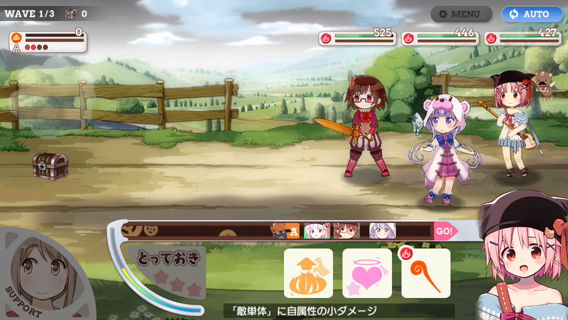 WAVE 1/3
0
MENU
AUTO
0
A
525
446
427
A
GO!
とっておき
SUPPORT
「敵単体」に自属性の小ダメージ